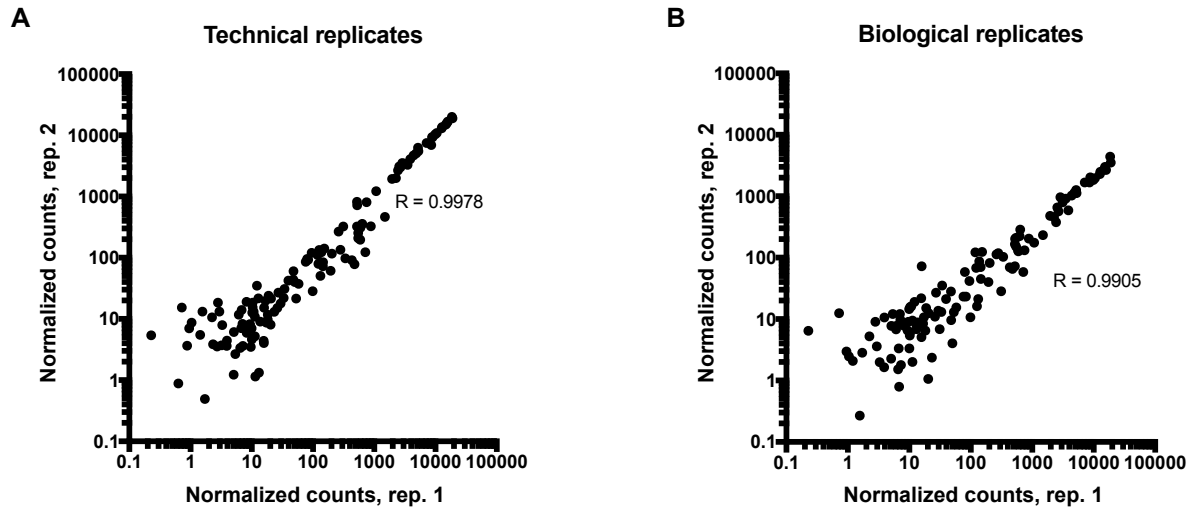 A
Technical replicates
100000
10000
1000
100
10
1
0.1
0.1 1 10 100 1000 10000 100000
R = 0.9978
Normalized counts, rep. 2
Normalized counts, rep. 1
B
Biological replicates
100000
10000
1000
100
10
1
0.1
0.1 1 10 100 1000 10000 100000
R = 0.9905
Normalized counts, rep. 2
Normalized counts, rep. 1